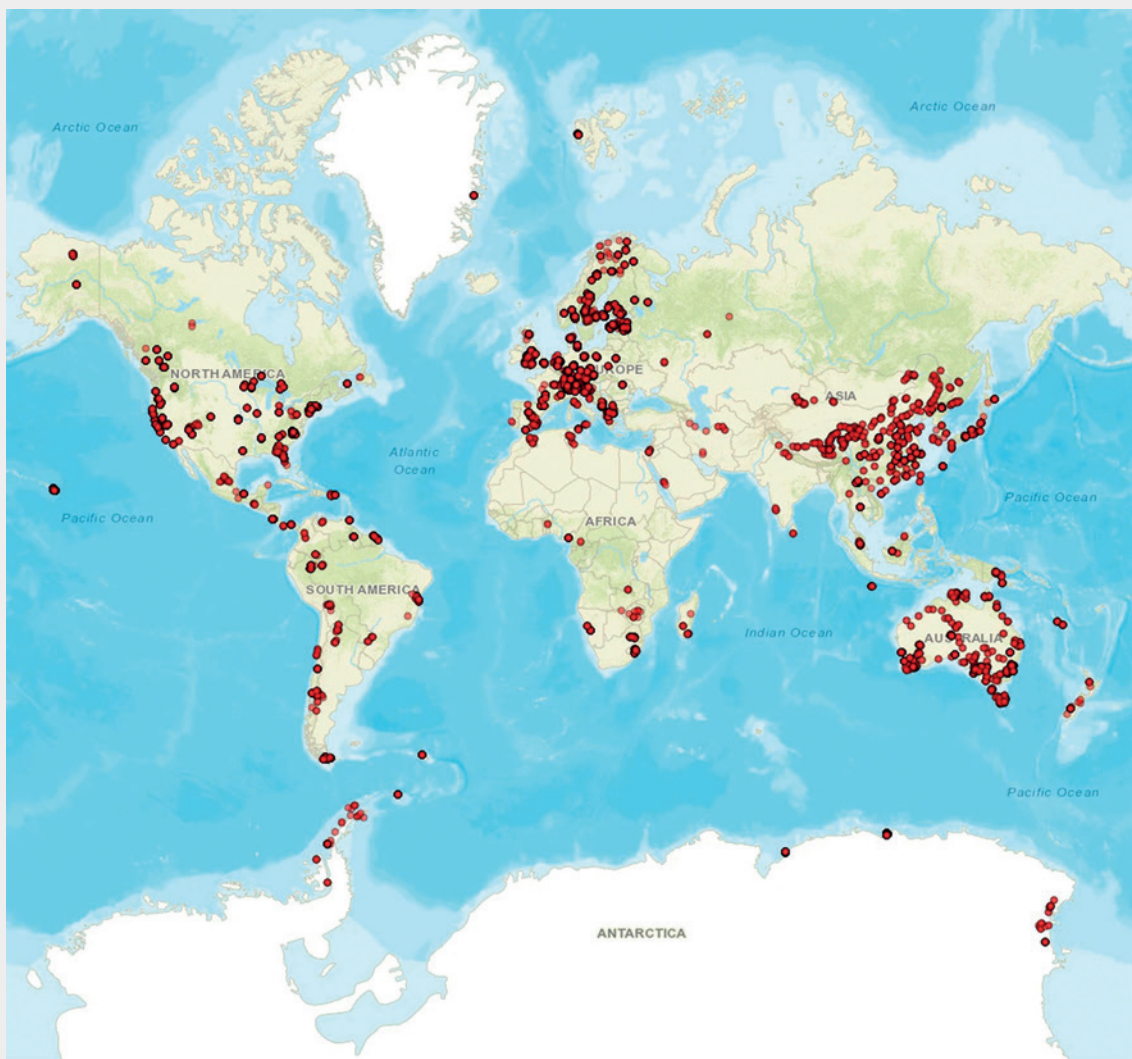 Arctic Ocean
Arctic Ocean
NORTH AMERICA
EUROPE
ASIA
Atlantic
Ocean
Pacific Ocean
Pacific Ocean
AFRICA
SOUTH AMERICA
Indian Ocean
AUSTRALIA
Pacific Ocean
ANTARCTICA